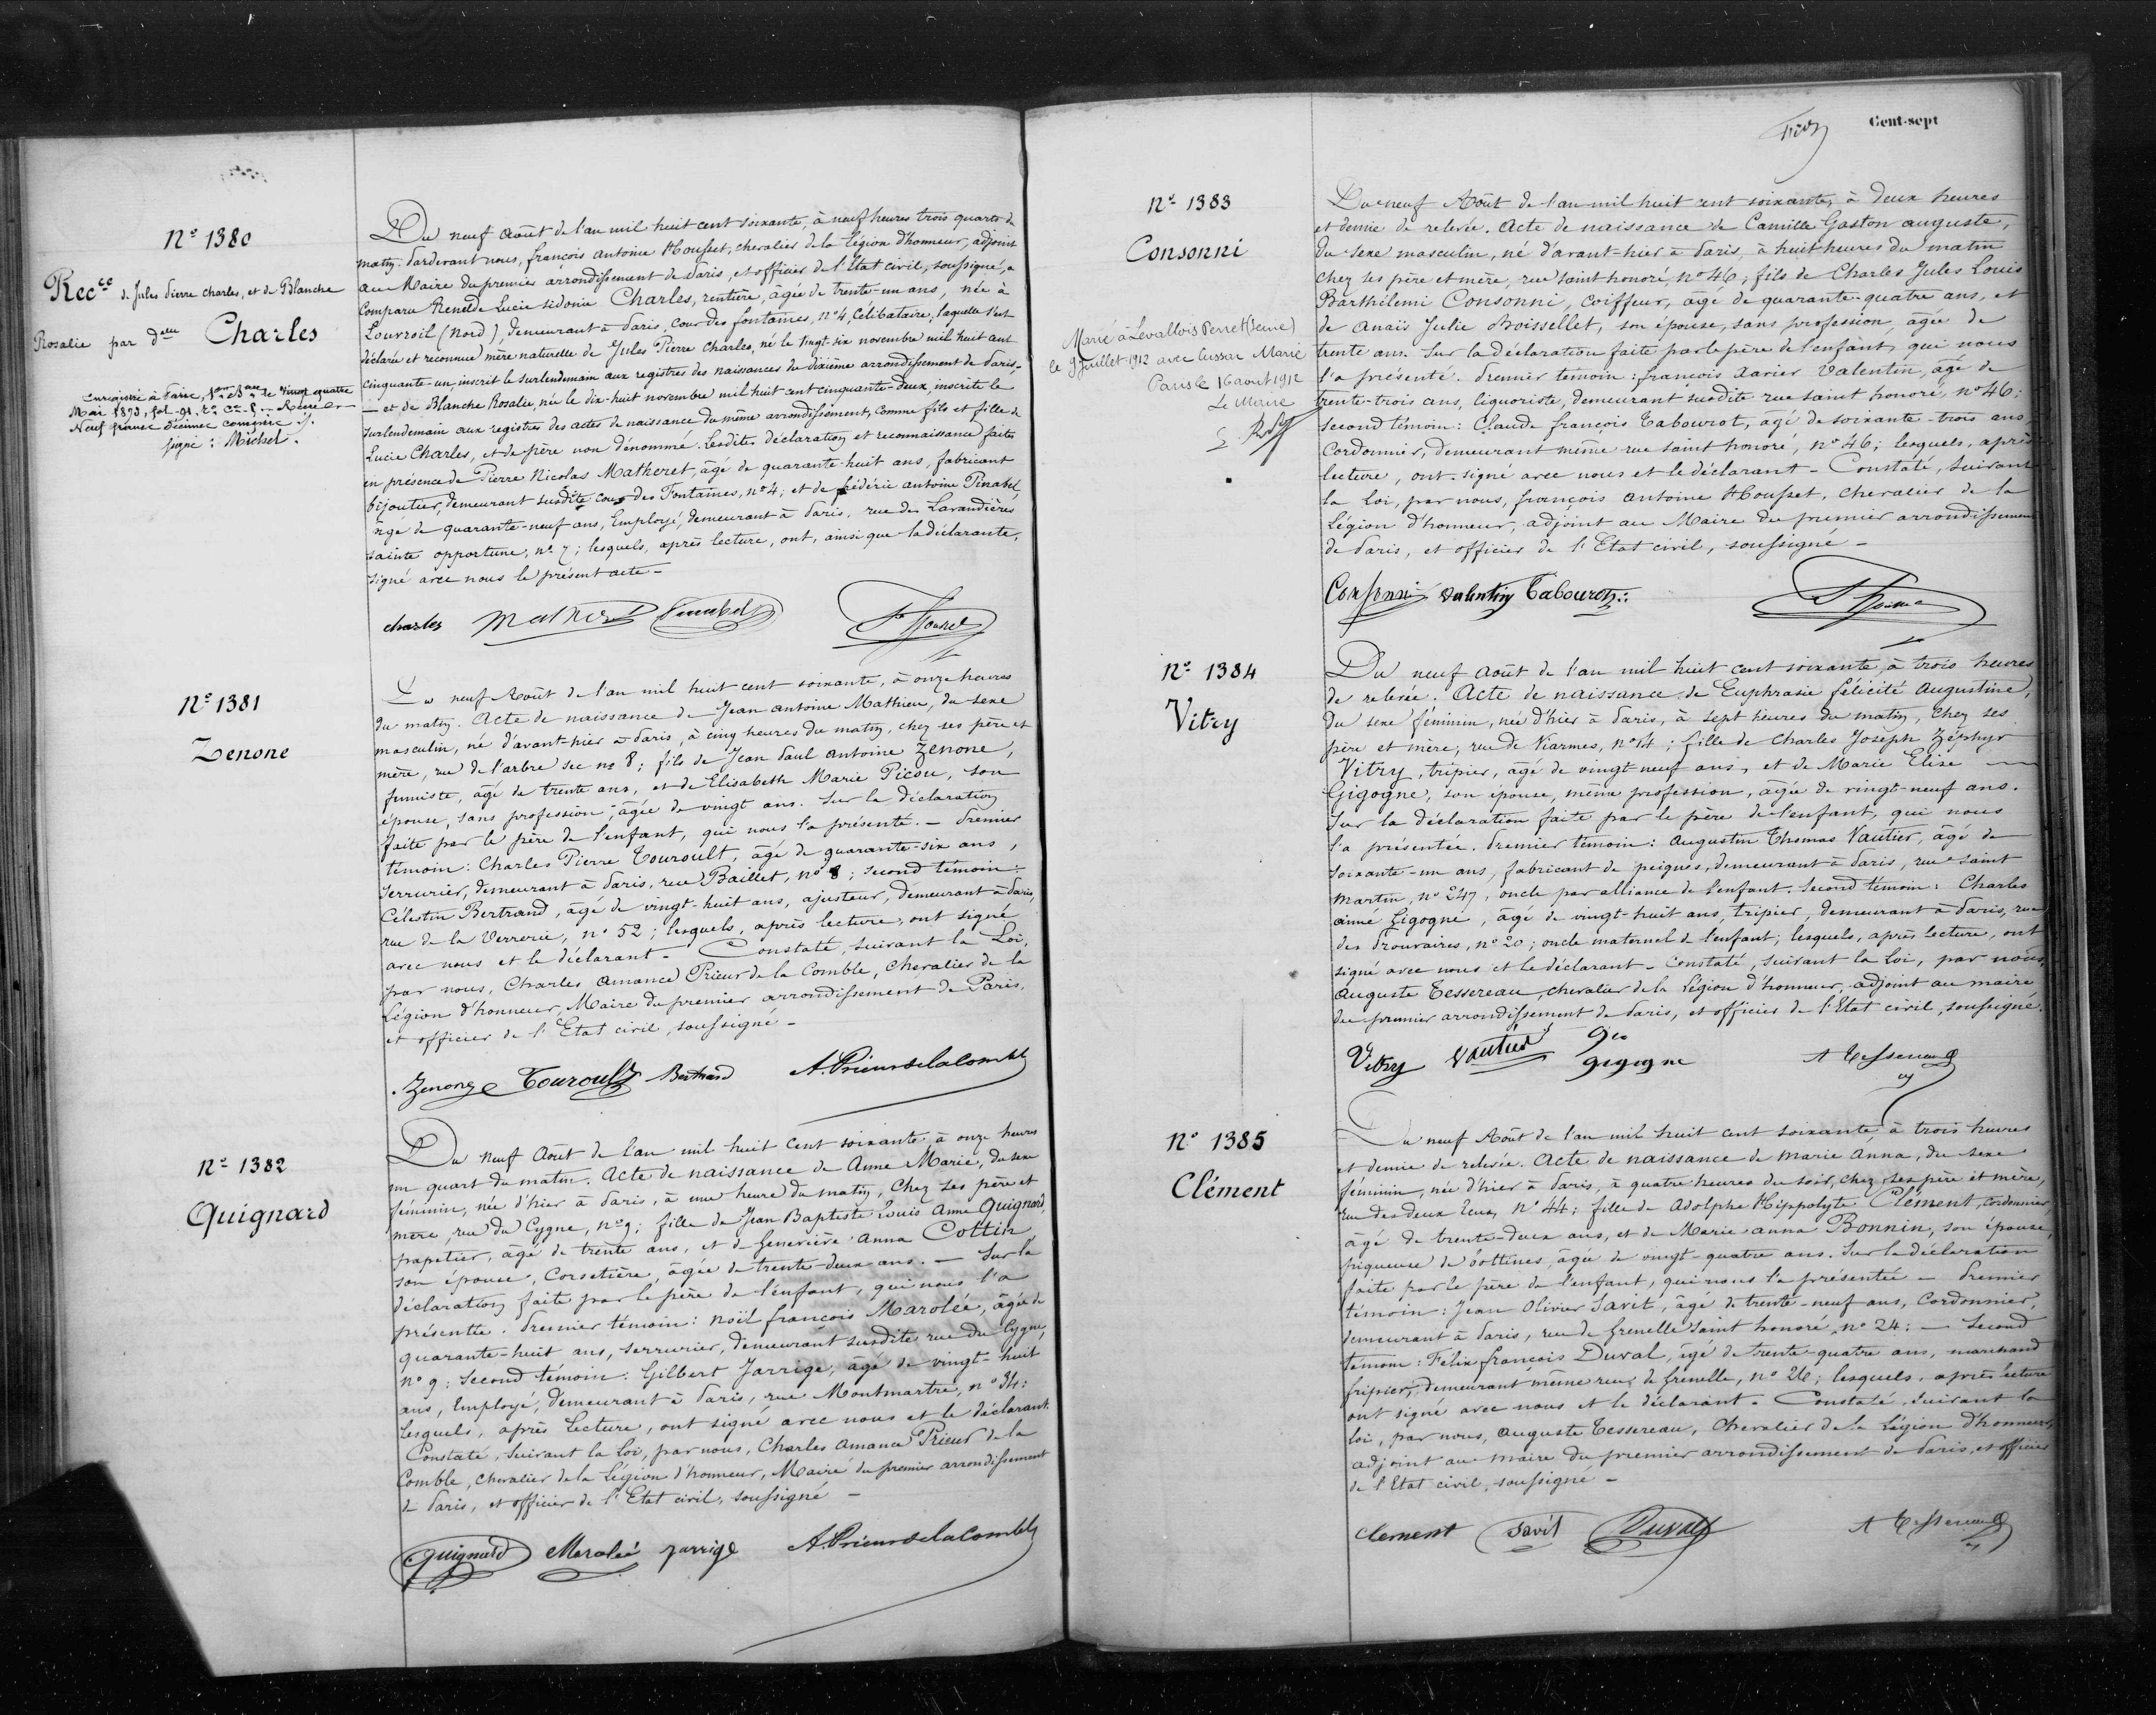 N° 1380
Recce de Jules Pierre Charles, et de Blanche
Rosalie par delle Charles
Enregistré à Paris, le vingt quatre
Mai 1893, fol. 91
Neuf francs
signé : Michel.
Du neuf Août de l'an mil huit cent soixante, à neuf heures trois quarts du
matin. Pardevant nous, françois antoine Housset, chevalier de la Légion d'honneur, adjoint
au Maire du premier arrondissement de Paris, et officier de l'Etat civil, soussigné, a
Comparu Renelde Lucie sidonie Charles, rentière, âgée de trente-un ans, née à
Louvroil (Nord), demeurant à Paris, Cour des fontaines, n° 4, Célibataire, laquelle s'est
déclarée et reconnue mère naturelle de Jules Pierre Charles, né le vingt six novembre mil huit cent
cinquante-un, inscrit le surlendemain aux registres des naissances du dixième arrondissement de Paris -
- et de Blanche Rosalie, née le dix-huit novembre mil huit cent cinquante-deux, inscrite le
surlendemain aux registres des actes de naissance du même arrondissement, comme fils et fille de
Lucie Charles, et de père non dénommé. Lesdites déclaration et reconnaissance faites
en présence de Pierre Nicolas Matheret, âgé de quarante-huit ans, fabricant
bijoutier, demeurant susdite cour des Fontaines, n° 4; et de frédéric antoine Pinabel,
âgé de quarante-neuf ans, Employé, demeurant à Paris, rue des Lavandières
sainte opportune, n° 7; lesquels, après lecture, ont, ainsi que la déclarante,
signé avec nous le présent acte -
charles Matheret Pinabel fs Housset
N° 1381
Zenone
Du neuf Août de l'an mil huit cent soixante, à onze heures
du matin. Acte de naissance de Jean antoine Mathieu, du sexe
masculin, né d'avant-hier à Paris, à cinq heures du matin, chez ses père et
mère, rue de l'arbre sec n° 8; fils de Jean Paul antoine Zenone,
fumiste, âgé de trente ans, et de Elisabeth Marie Picou, son
épouse, sans profession, âgée de vingt ans. Sur la déclaration
faite par le père de l'enfant, qui nous l'a présenté. - Premier
témoin: Charles Pierre Touroult, âgé de quarante-six ans,
Serrurier, demeurant à Paris, rue Baillet, n° 8; second témoin:
Célestin Bertrand, âgé de vingt-huit ans, ajusteur, demeurant à Paris,
rue de la Verrerie, n° 52; lesquels, après lecture, ont signé
avec nous et le déclarant - Constaté, suivant la Loi,
par nous, Charles Amance Prieur de la Comble, Chevalier de la
Légion d'honneur, Maire du premier arrondissement de Paris,
et officier de l'Etat civil, soussigné -
Zenone Touroult Bertrand A. Prieur de la Comble
N° 1382
Quignard
Du neuf Août de l'an mil huit cent soixante, à onze heures
un quart du matin. Acte de naissance de Anne Marie, du sexe
féminin, née d'hier à Paris, à une heure du matin, chez ses père et
mère, rue du Cygne, n° 9; fille de Jean Baptiste Louis Anne Quignard,
papetier, âgé de trente ans, et de Geneviève Anna Cottin,
son épouse, Corsetière, âgée de trente-deux ans. - Sur la
déclaration faite par le père de l'enfant, qui nous l'a
présentée. Premier témoin: noël françois Marolée, âgé de
quarante-huit ans, serrurier, demeurant susdite rue du Cygne,
n° 9; Second témoin: Gilbert Jarrige, âgé de vingt-huit
ans, Employé, demeurant à Paris, rue Montmartre, n° 34:
lesquels, après lecture, ont signé avec nous et le déclarant.
Constaté, suivant la Loi, par nous, Charles amance Prieur de la
Comble, Chevalier de la Légion d'honneur, Maire du premier arrondissement
de Paris, et officier de l'Etat civil, soussigné -
Quignard Marolée jarrige A. Prieur de la Comble
Cent-sept
N° 1383
Consonni
Marié à Levallois Perret (Seine)
le 9 juillet 1912 avec Cussar Marie
Paris le 16 aout 1912
Le Maire
Du neuf Août de l'an mil huit cent soixante, à deux heures
et demie de relevée. Acte de naissance de Camille Gaston auguste,
du sexe masculin, né d'avant-hier à Paris, à huit heures du matin
chez ses père et mère, rue saint honoré, n° 46; fils de Charles Jules Louis
Barthélemi Consonni, coiffeur, âgé de quarante-quatre ans, et
de Anaïs Julie Boissellet, son épouse, sans profession, âgée de
trente ans. Sur la déclaration faite par le père de l'enfant, qui nous
l'a présenté. Premier témoin: françois Xavier Valentin, âgé de
trente-trois ans, liquoriste, demeurant susdite rue saint honoré, n° 46;
second témoin: Claude françois Tabourot, âgé de soixante-trois ans,
Cordonnier, demeurant même rue saint honoré, n° 46; lesquels, après
lecture, ont signé avec nous et le déclarant - Constaté, suivant
la Loi, par nous, françois antoine Housset, chevalier de la
Légion d'honneur, adjoint au Maire du premier arrondissement
de Paris, et officier de l'Etat civil, soussigné -
Consonni Valentin Tabourot fs Housset
N° 1384
Vitry
Du neuf Août de l'an mil huit cent soixante, à trois heures
de relevée. Acte de naissance de Euphrasie félicité Augustine,
du sexe féminin, née d'hier à Paris, à sept heures du matin, chez ses
père et mère, rue de Viarmes, n° 14; fille de Charles Joseph Zéphyr
Vitry, tripier, âgé de vingt-neuf ans, et de Marie Elise
Gigogne, son épouse, même profession, âgée de vingt-neuf ans.
Sur la déclaration faite par le père de l'enfant, qui nous
l'a présentée. Premier témoin: Augustin Thomas Vautier, âgé de
soixante-un ans, fabricant de peignes, demeurant à Paris, rue saint
Martin, n° 247, oncle par alliance de l'enfant. Second témoin: Charles
aimé Gigogne, âgé de vingt-huit ans, tripier, demeurant à Paris, rue
des Prouvaires, n° 20; oncle maternel de l'enfant; lesquels, après lecture, ont
signé avec nous et le déclarant - Constaté, suivant la Loi, par nous,
Auguste Tessereau, chevalier de la Légion d'honneur, adjoint au maire
du premier arrondissement de Paris, et officier de l'Etat civil, soussigné.
Vitry Vautier gigogne A Tessereau
N° 1385
Clément
Du neuf Août de l'an mil huit cent soixante, à trois heures
et demie de relevée. Acte de naissance de Marie Anna, du sexe
féminin, née d'hier à Paris, à quatre heures du soir, chez ses père et mère,
rue des deux Ecus, n° 44; fille de Adolphe Hippolyte Clément, cordonnier,
âgé de trente-deux ans, et de Marie anna Bonnin, son épouse,
piqueuse de bottines, âgée de vingt-quatre ans. Sur la déclaration
faite par le père de l'enfant, qui nous l'a présentée - Premier
témoin: Jean Olivier Savit, âgé de trente-neuf ans, Cordonnier,
demeurant à Paris, rue de Grenelle saint honoré, n° 24; - Second
témoin: Félix françois Duval, âgé de trente-quatre ans, marchand
fripier, demeurant même rue de Grenelle, n° 26; lesquels, après lecture
ont signé avec nous et le déclarant. Constaté, suivant la
loi, par nous, Auguste Tessereau, Chevalier de la Légion d'honneur,
adjoint au maire du premier arrondissement de Paris, et officier
de l'Etat civil, soussigné -
Clement Savit Duval A Tessereau